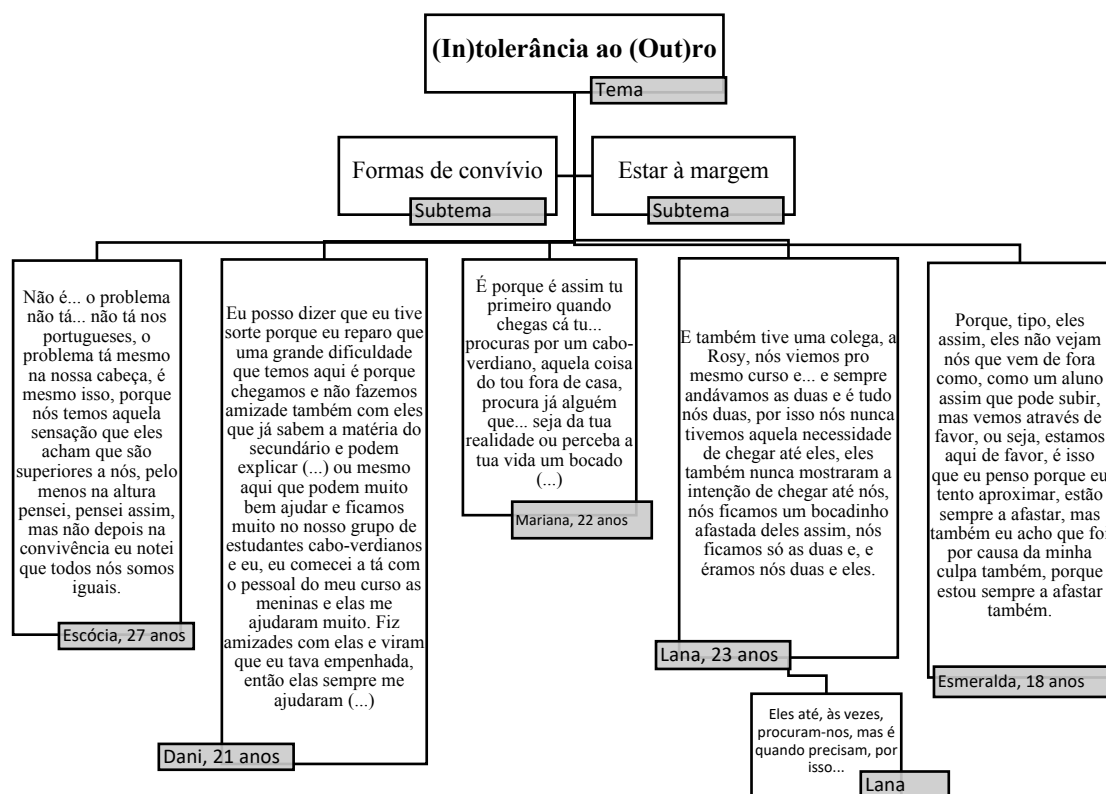 (In)tolerância ao (Out)ro
Tema
Formas de convívio
Subtema
Estar à margem
Subtema
Não é... o problema
não tá... não tá nos
portugueses, o
problema tá mesmo
na nossa cabeça, é
mesmo isso, porque
nós temos aquela
sensação que eles
acham que são
superiores a nós, pelo
menos na altura
pensei, pensei assim,
mas não depois na
convivência eu notei
que todos nós somos
iguais.
Escócia, 27 anos
Eu posso dizer que eu tive
sorte porque eu reparo que
uma grande dificuldade
que temos aqui é porque
chegamos e não fazemos
amizade também com eles
que já sabem a matéria do
secundário e podem
explicar (...) ou mesmo
aqui que podem muito
bem ajudar e ficamos
muito no nosso grupo de
estudantes cabo-verdianos
e eu, eu comecei a tá com
o pessoal do meu curso as
meninas e elas me
ajudaram muito. Fiz
amizades com elas e viram
que eu tava empenhada,
então elas sempre me
ajudaram (...)
Dani, 21 anos
É porque é assim tu
primeiro quando
chegas cá tu...
procuras por um cabo-
verdiano, aquela coisa
do tou fora de casa,
procura já alguém
que... seja da tua
realidade ou perceba a
tua vida um bocado
(...)
Mariana, 22 anos
E também tive uma colega, a
Rosy, nós viemos pro
mesmo curso e... e sempre
andávamos as duas e é tudo
nós duas, por isso nós nunca
tivemos aquela necessidade
de chegar até eles, eles
também nunca mostraram a
intenção de chegar até nós,
nós ficamos um bocadinho
afastada deles assim, nós
ficamos só as duas e, e
éramos nós duas e eles.
Lana, 23 anos
Eles até, às vezes,
procuram-nos, mas é
quando precisam, por
isso...
Lana
Porque, tipo, eles
assim, eles não vejam
nós que vem de fora
como, como um aluno
assim que pode subir,
mas vemos através de
favor, ou seja, estamos
aqui de favor, é isso
que eu penso porque eu
tento aproximar, estão
sempre a afastar, mas
também eu acho que foi
por causa da minha
culpa também, porque
estou sempre a afastar
também.
Esmeralda, 18 anos